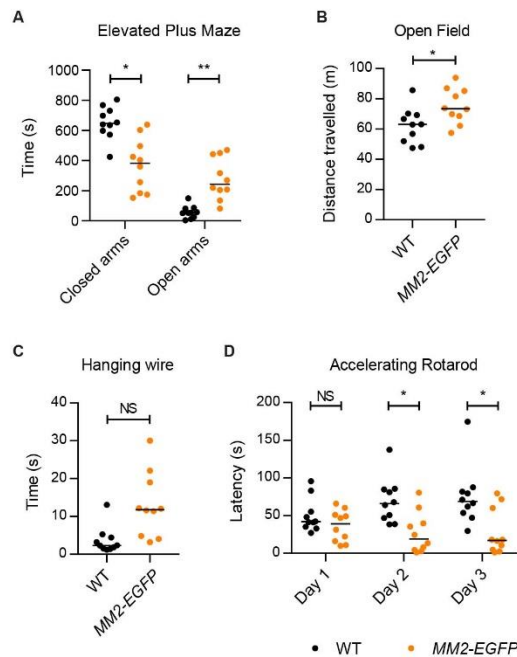 A
Elevated Plus Maze
*
**
1000
800
600
400
200
0
Time (s)
Closed arms
Open arms
B
Open Field
*
100
80
60
40
20
0
Distance travelled (m)
WT
MM2-EGFP
C
Hanging wire
NS
40
30
20
10
0
Time (s)
WT
MM2-EGFP
D
Accelerating Rotarod
NS
*
*
200
150
100
50
0
Latency (s)
Day 1
Day 2
Day 3
WT
MM2-EGFP